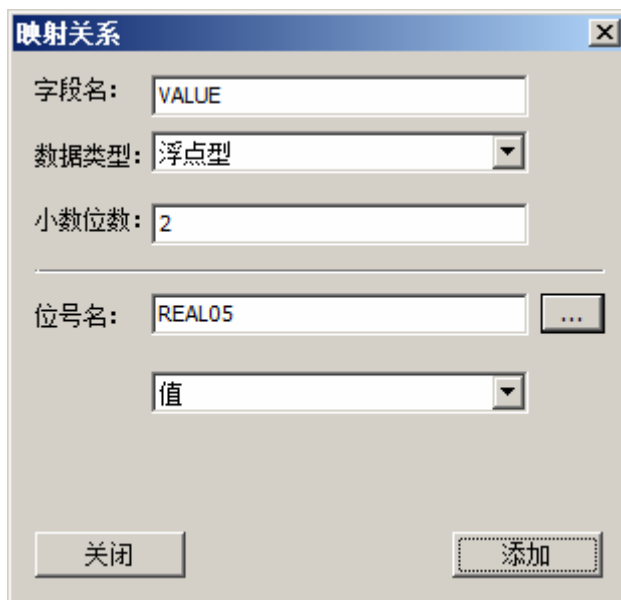 映射关系
字段名： VALUE
数据类型： 浮点型
小数位数： 2
位号名： REAL05 ...
值
关闭 添加